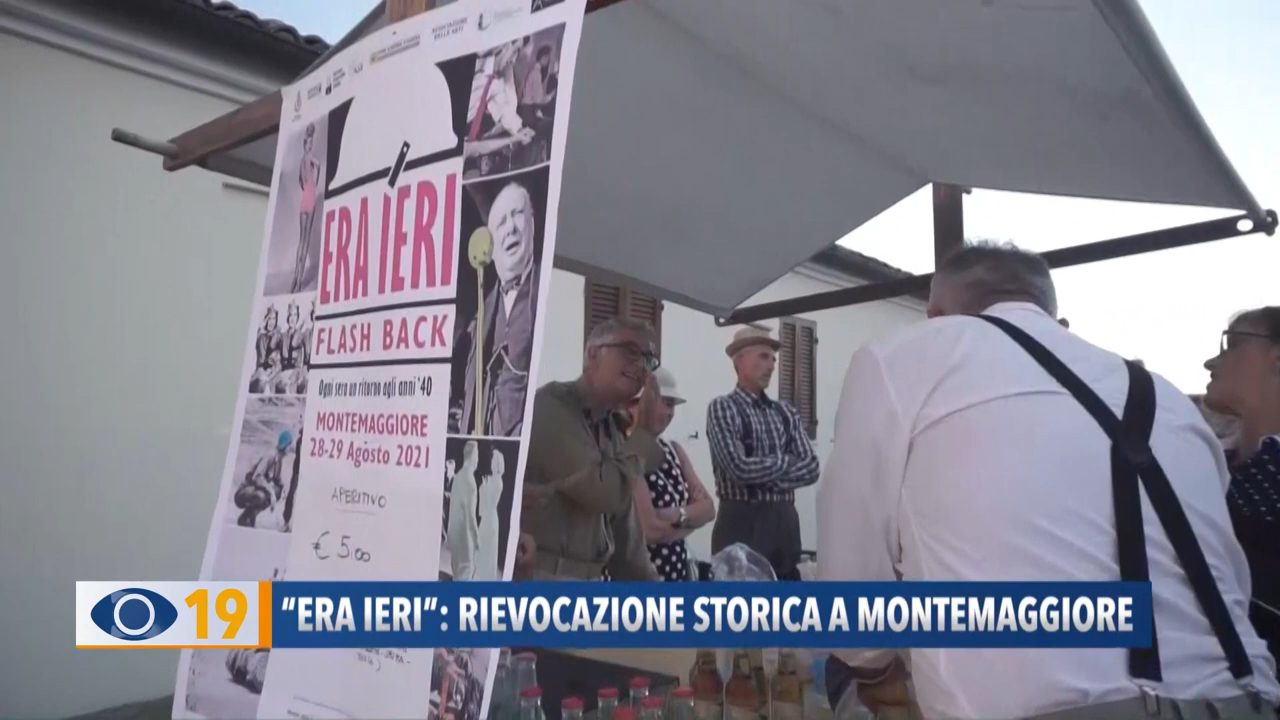 ERA IERI
FLASH BACK
Ogni sera un ritorno agli anni '40
MONTEMAGGIORE
28-29 Agosto 2021
APERITIVO
€ 5,00
19 "ERA IERI": RIEVOCAZIONE STORICA A MONTEMAGGIORE